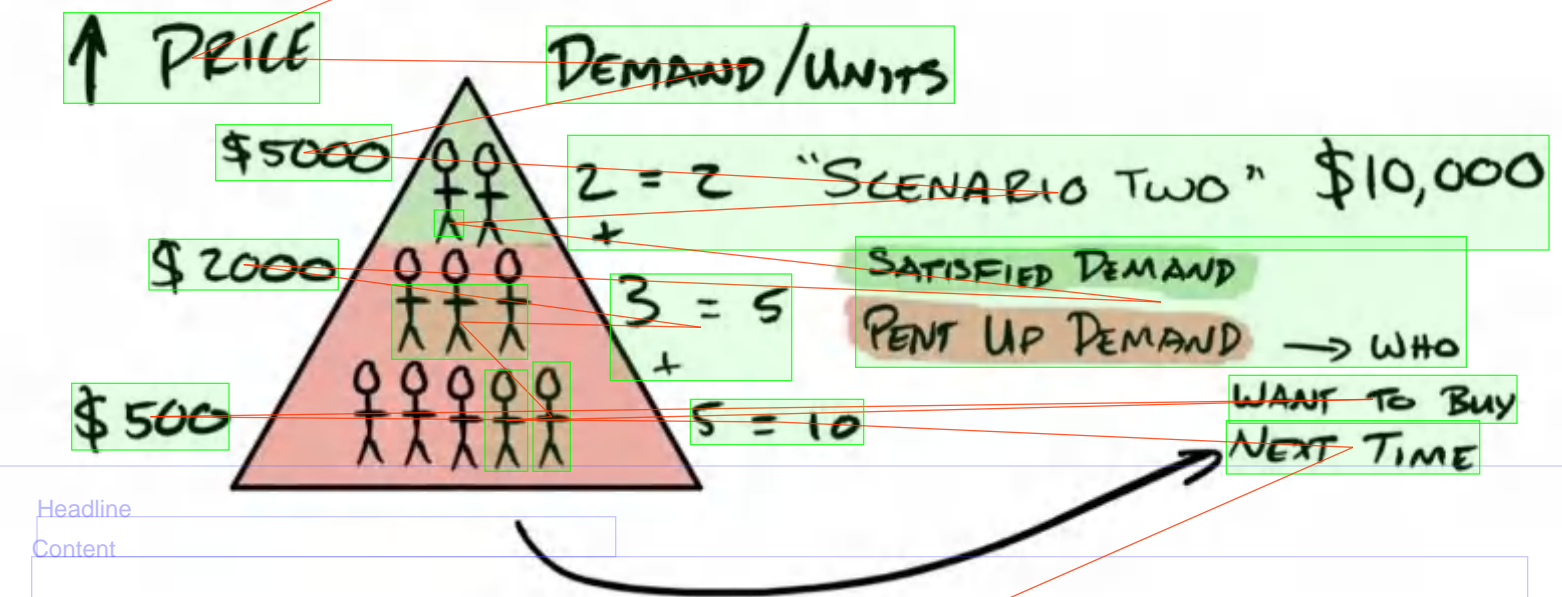 ↑ PRICE DEMAND/UNITS
$5000 2 = 2 "SCENARIO TWO" $10,000
+
SATISFIED DEMAND
$2000 3 = 5
PENT UP DEMAND → WHO
+
WANT TO BUY
$500 5 = 10
NEXT TIME
Headline
Content